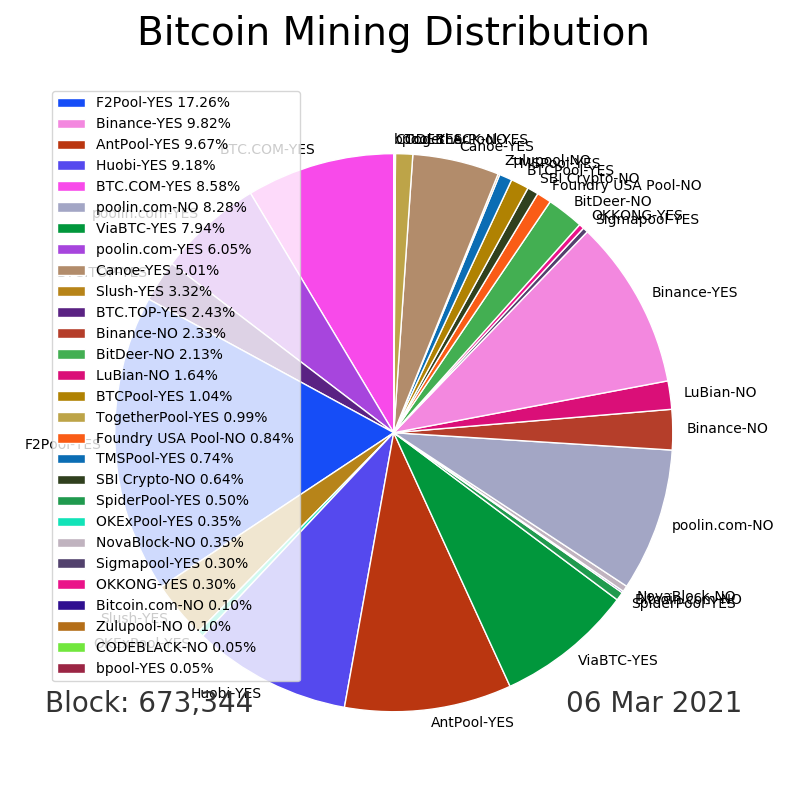 Bitcoin Mining Distribution
F2Pool-YES 17.26%
Binance-YES 9.82%
AntPool-YES 9.67%
Huobi-YES 9.18%
BTC.COM-YES 8.58%
poolin.com-NO 8.28%
ViaBTC-YES 7.94%
poolin.com-YES 6.05%
Canoe-YES 5.01%
Slush-YES 3.32%
BTC.TOP-YES 2.43%
Binance-NO 2.33%
BitDeer-NO 2.13%
LuBian-NO 1.64%
BTCPool-YES 1.04%
TogetherPool-YES 0.99%
Foundry USA Pool-NO 0.84%
TMSPool-YES 0.74%
SBI Crypto-NO 0.64%
SpiderPool-YES 0.50%
OKExPool-YES 0.35%
NovaBlock-NO 0.35%
Sigmapool-YES 0.30%
OKKONG-YES 0.30%
Bitcoin.com-NO 0.10%
Zulupool-NO 0.10%
CODEBLACK-NO 0.05%
bpool-YES 0.05%
Canoe-YES
Zulupool-NO
TMSPool-YES
BTCPool-YES
SBI Crypto-NO
Foundry USA Pool-NO
BitDeer-NO
OKKONG-YES
Sigmapool-YES
Binance-YES
LuBian-NO
Binance-NO
poolin.com-NO
NovaBlock-NO
SpiderPool-YES
ViaBTC-YES
AntPool-YES
Huobi-YES
OKExPool-YES
Slush-YES
F2Pool-YES
poolin.com-YES
BTC.COM-YES
Block: 673,344
06 Mar 2021